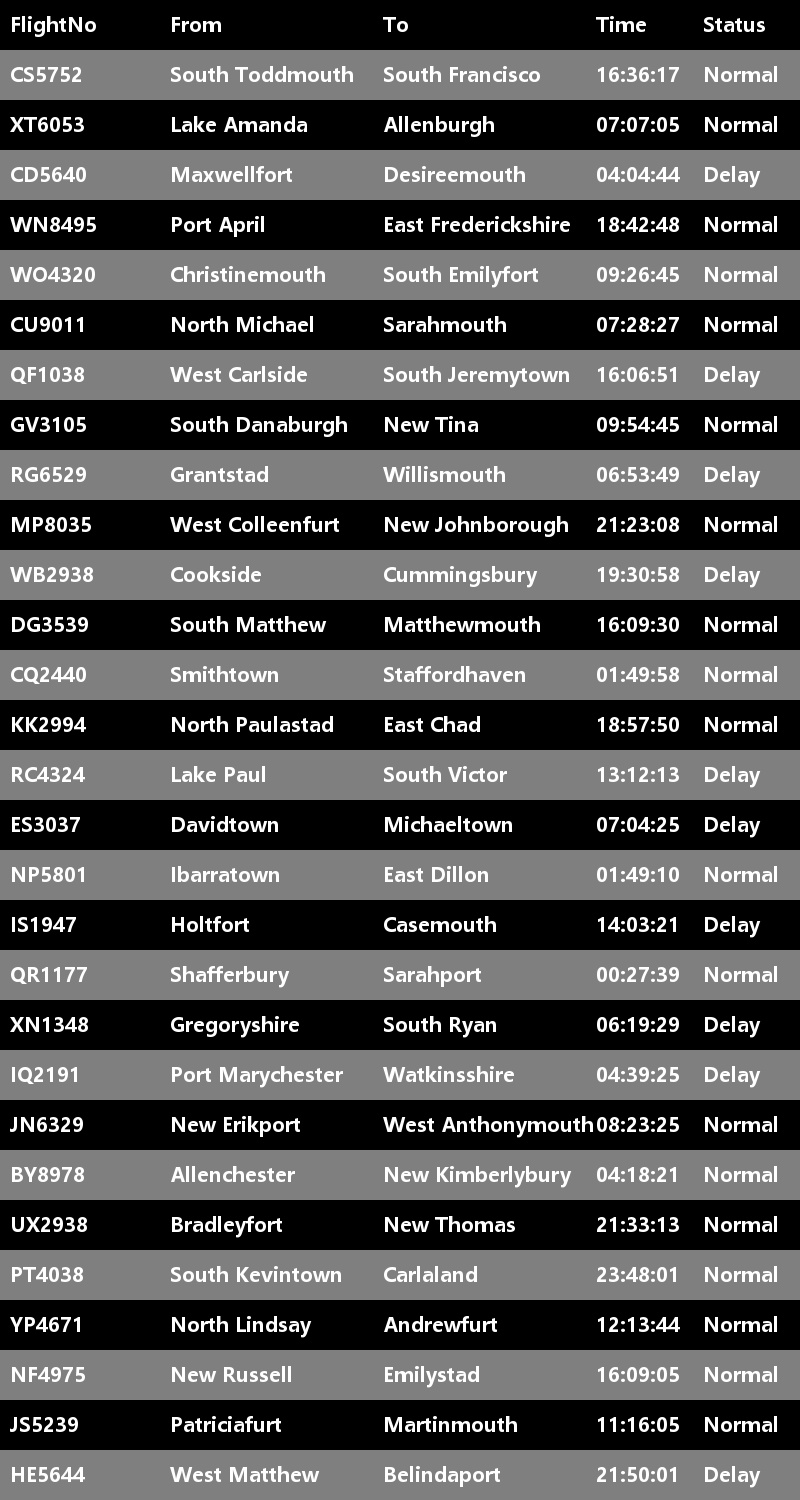 FlightNo From To Time Status
CS5752 South Toddmouth South Francisco 16:36:17 Normal
XT6053 Lake Amanda Allenburgh 07:07:05 Normal
CD5640 Maxwellfort Desireemouth 04:04:44 Delay
WN8495 Port April East Frederickshire 18:42:48 Normal
WO4320 Christinemouth South Emilyfort 09:26:45 Normal
CU9011 North Michael Sarahmouth 07:28:27 Normal
QF1038 West Carlside South Jeremytown 16:06:51 Delay
GV3105 South Danaburgh New Tina 09:54:45 Normal
RG6529 Grantstad Willismouth 06:53:49 Delay
MP8035 West Colleenfurt New Johnborough 21:23:08 Normal
WB2938 Cookside Cummingsbury 19:30:58 Delay
DG3539 South Matthew Matthewmouth 16:09:30 Normal
CQ2440 Smithtown Staffordhaven 01:49:58 Normal
KK2994 North Paulastad East Chad 18:57:50 Normal
RC4324 Lake Paul South Victor 13:12:13 Delay
ES3037 Davidtown Michaeltown 07:04:25 Delay
NP5801 Ibarratown East Dillon 01:49:10 Normal
IS1947 Holtfort Casemouth 14:03:21 Delay
QR1177 Shafferbury Sarahport 00:27:39 Normal
XN1348 Gregoryshire South Ryan 06:19:29 Delay
IQ2191 Port Marychester Watkinsshire 04:39:25 Delay
JN6329 New Erikport West Anthonymouth 08:23:25 Normal
BY8978 Allenchester New Kimberlybury 04:18:21 Normal
UX2938 Bradleyfort New Thomas 21:33:13 Normal
PT4038 South Kevintown Carlaland 23:48:01 Normal
YP4671 North Lindsay Andrewfurt 12:13:44 Normal
NF4975 New Russell Emilystad 16:09:05 Normal
JS5239 Patriciafurt Martinmouth 11:16:05 Normal
HE5644 West Matthew Belindaport 21:50:01 Delay